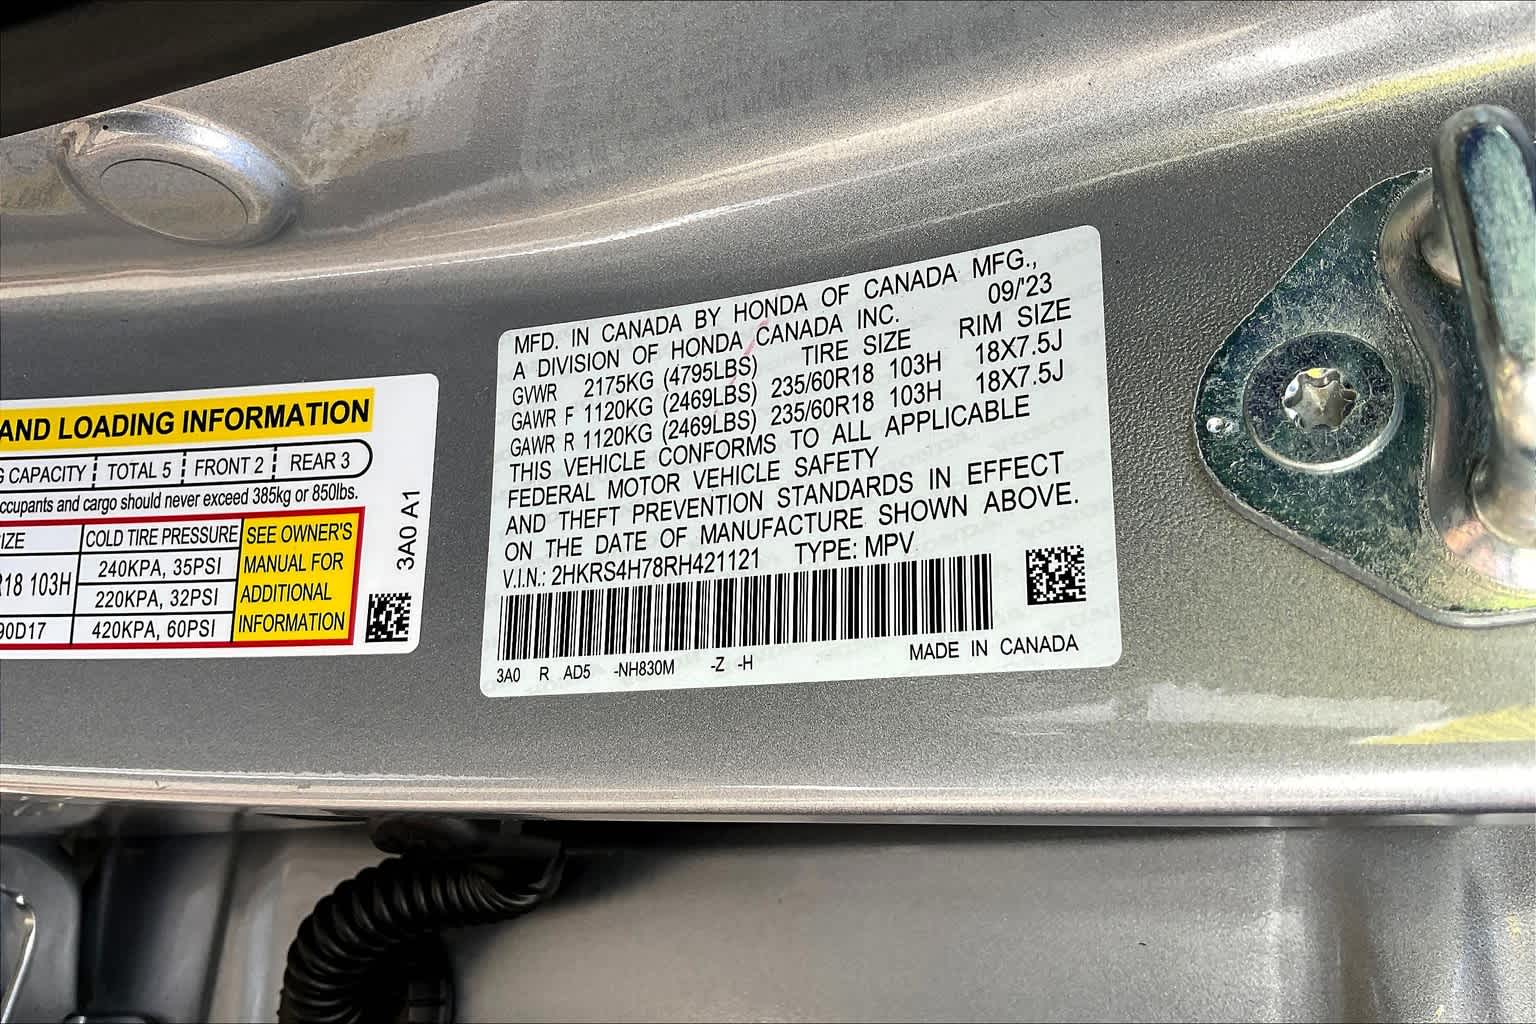 AND LOADING INFORMATION
G CAPACITY TOTAL 5 FRONT 2 REAR 3
ccupants and cargo should never exceed 385kg or 850lbs.
IZE COLD TIRE PRESSURE SEE OWNER'S MANUAL FOR ADDITIONAL INFORMATION
R18 103H 240KPA, 35PSI
220KPA, 32PSI
90D17 420KPA, 60PSI
3A0 A1
MFD. IN CANADA BY HONDA OF CANADA MFG.,
A DIVISION OF HONDA CANADA INC. 09/'23
GVWR 2175KG (4795LBS) TIRE SIZE RIM SIZE
GAWR F 1120KG (2469LBS) 235/60R18 103H 18X7.5J
GAWR R 1120KG (2469LBS) 235/60R18 103H 18X7.5J
THIS VEHICLE CONFORMS TO ALL APPLICABLE
FEDERAL MOTOR VEHICLE SAFETY
AND THEFT PREVENTION STANDARDS IN EFFECT
ON THE DATE OF MANUFACTURE SHOWN ABOVE.
V.I.N.: 2HKRS4H78RH421121 TYPE: MPV
3A0 R AD5 -NH830M -Z -H MADE IN CANADA